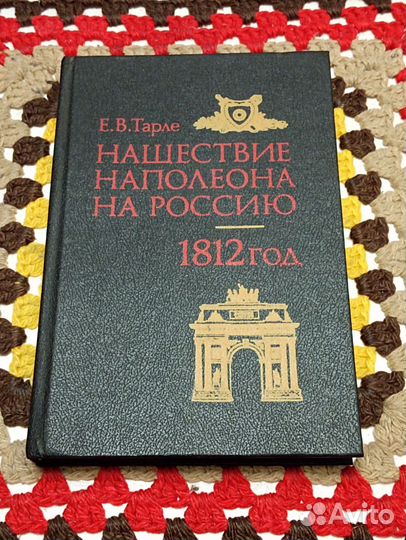 Е.В.Тарле
НАШЕСТВИЕ
НАПОЛЕОНА
НА РОССИЮ
1812 ГОД
Avito